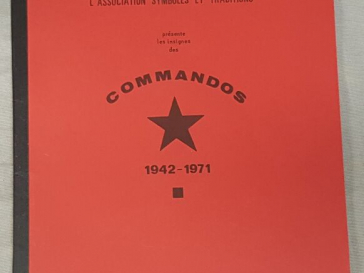 L'ASSOCIATION SYMBOLES ET TRADITIONS
présente
les insignes
des
COMMANDOS
1942-1971